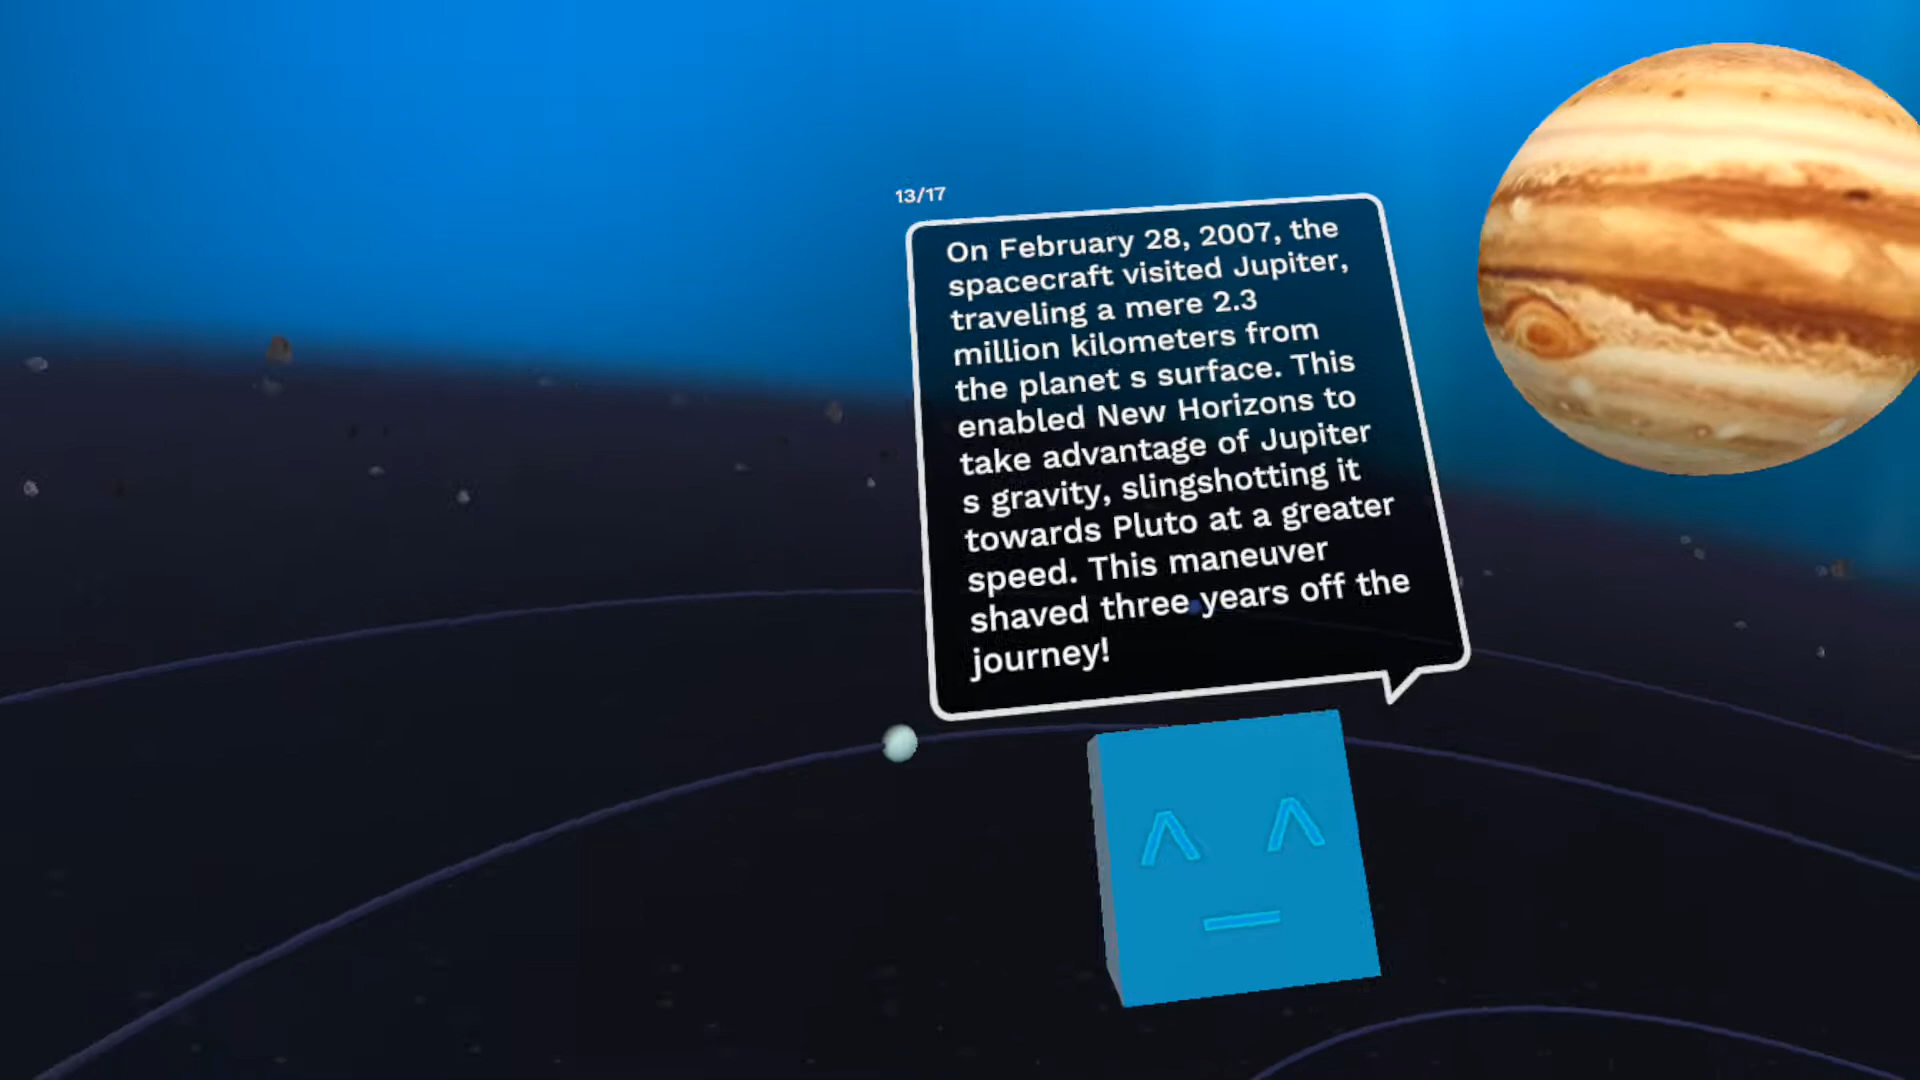 13/17
On February 28, 2007, the
spacecraft visited Jupiter,
traveling a mere 2.3
million kilometers from
the planet s surface. This
enabled New Horizons to
take advantage of Jupiter
s gravity, slingshotting it
towards Pluto at a greater
speed. This maneuver
shaved three years off the
journey!